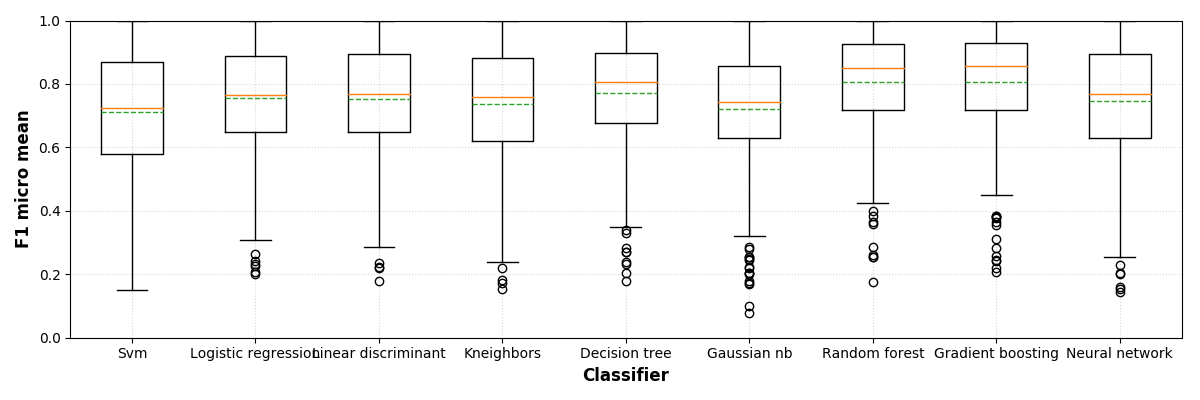 1.0
0.8
0.6
0.4
0.2
0.0
F1 micro mean
Svm Logistic regression Linear discriminant Kneighbors Decision tree Gaussian nb Random forest Gradient boosting Neural network
Classifier